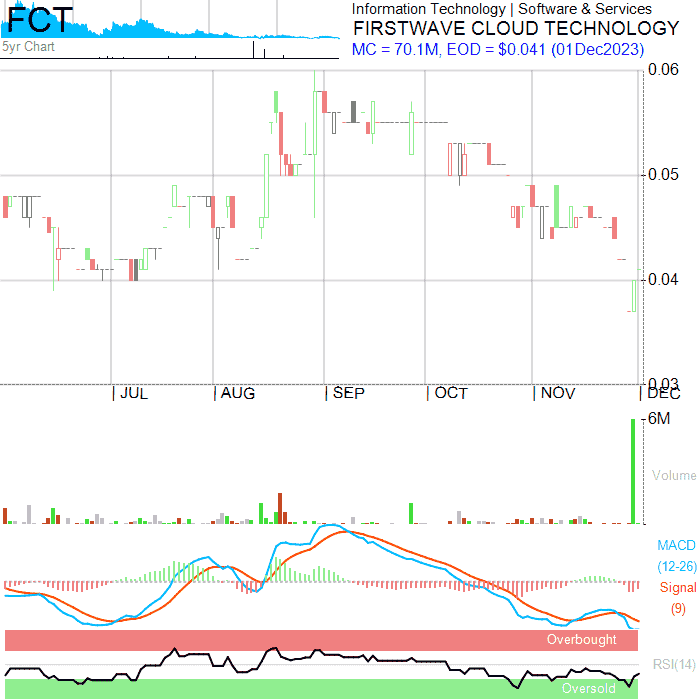 FCT
5yr Chart
Information Technology | Software & Services
FIRSTWAVE CLOUD TECHNOLOGY
MC = 70.1M, EOD = $0.041 (01Dec2023)
0.06
0.05
0.04
0.03
JUL
AUG
SEP
OCT
NOV
DEC
6M
Volume
MACD
(12-26)
Signal
(9)
Overbought
RSI(14)
Oversold